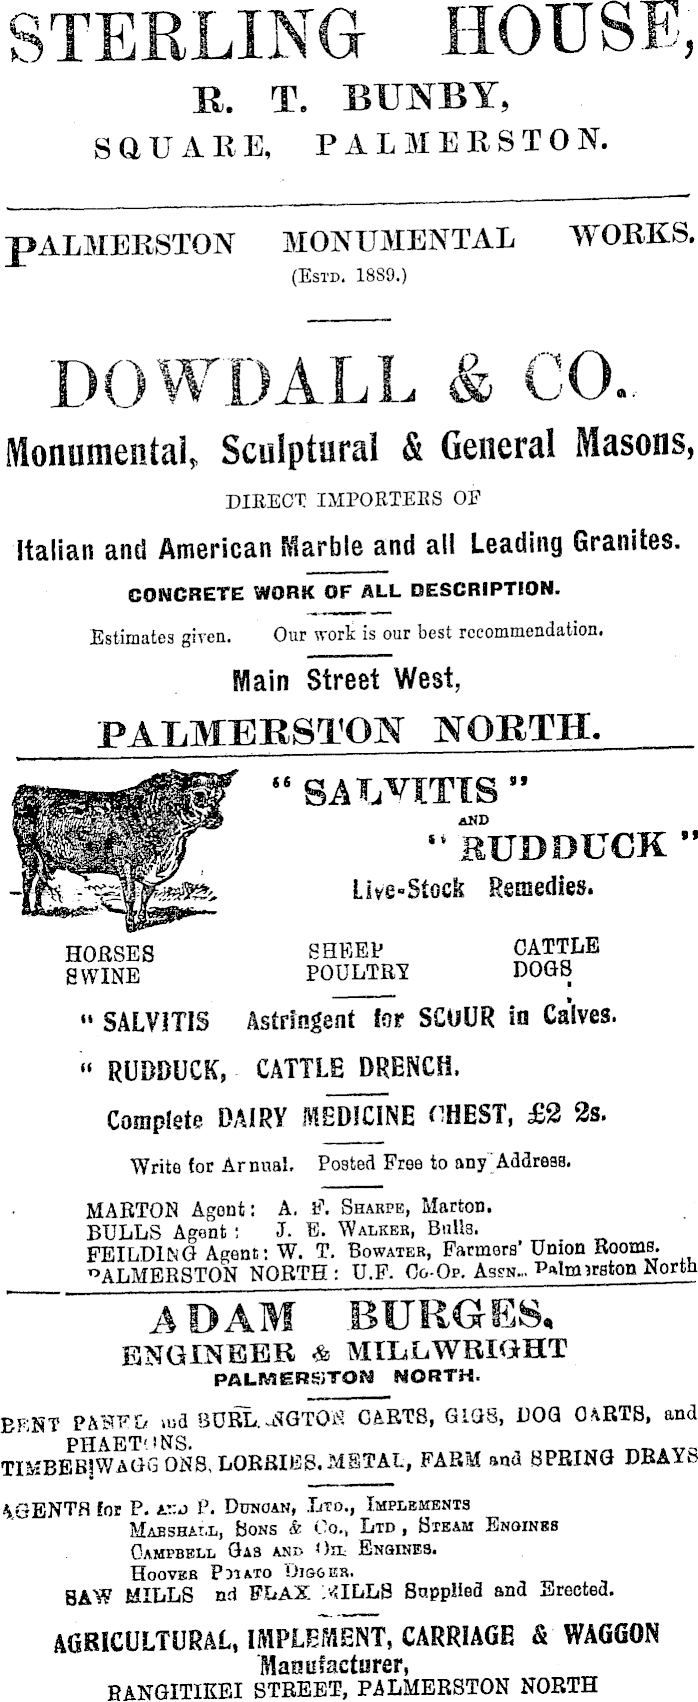 STERLING HOUSE,
R. T. BUNBY,
SQUARE, PALMERSTON.
PALMERSTON MONUMENTAL WORKS.
(ESTD. 1889.)
DOWDALL & CO.
Monumental, Sculptural & General Masons,
DIRECT IMPORTERS OF
Italian and American Marble and all Leading Granites.
CONCRETE WORK OF ALL DESCRIPTION.
Estimates given. Our work is our best recommendation.
Main Street West,
PALMERSTON NORTH.
"SALVITIS"
AND
"RUDDUCK"
Live-Stock Remedies.
HORSES SHEEP CATTLE
SWINE POULTRY DOGS
"SALVITIS Astringent for SCOUR in Calves.
"RUDDUCK, CATTLE DRENCH.
Complete DAIRY MEDICINE CHEST, £2 2s.
Write for Annual. Posted Free to any Address.
MARTON Agent: A. F. SHARPE, Marton.
BULLS Agent: J. E. WALKER, Bulls.
FEILDING Agent: W. T. BOWATER, Farmers' Union Rooms.
PALMERSTON NORTH: U.F. CO-OP. ASSN., Palmerston North
ADAM BURGES,
ENGINEER & MILLWRIGHT
PALMERSTON NORTH.
BENT PANEL and BURLINGTON CARTS, GIGS, DOG CARTS, and
PHAETONS.
TIMBER WAGGONS, LORRIES, METAL, FARM and SPRING DRAYS
AGENTS for P. and P. DUNCAN, LTD., IMPLEMENTS
MARSHALL, SONS & CO., LTD, STEAM ENGINES
CAMPBELL GAS AND OIL ENGINES.
HOOVER POTATO DIGGER.
SAW MILLS nd FLAX MILLS Supplied and Erected.
AGRICULTURAL, IMPLEMENT, CARRIAGE & WAGGON
Manufacturer,
RANGITIKEI STREET, PALMERSTON NORTH